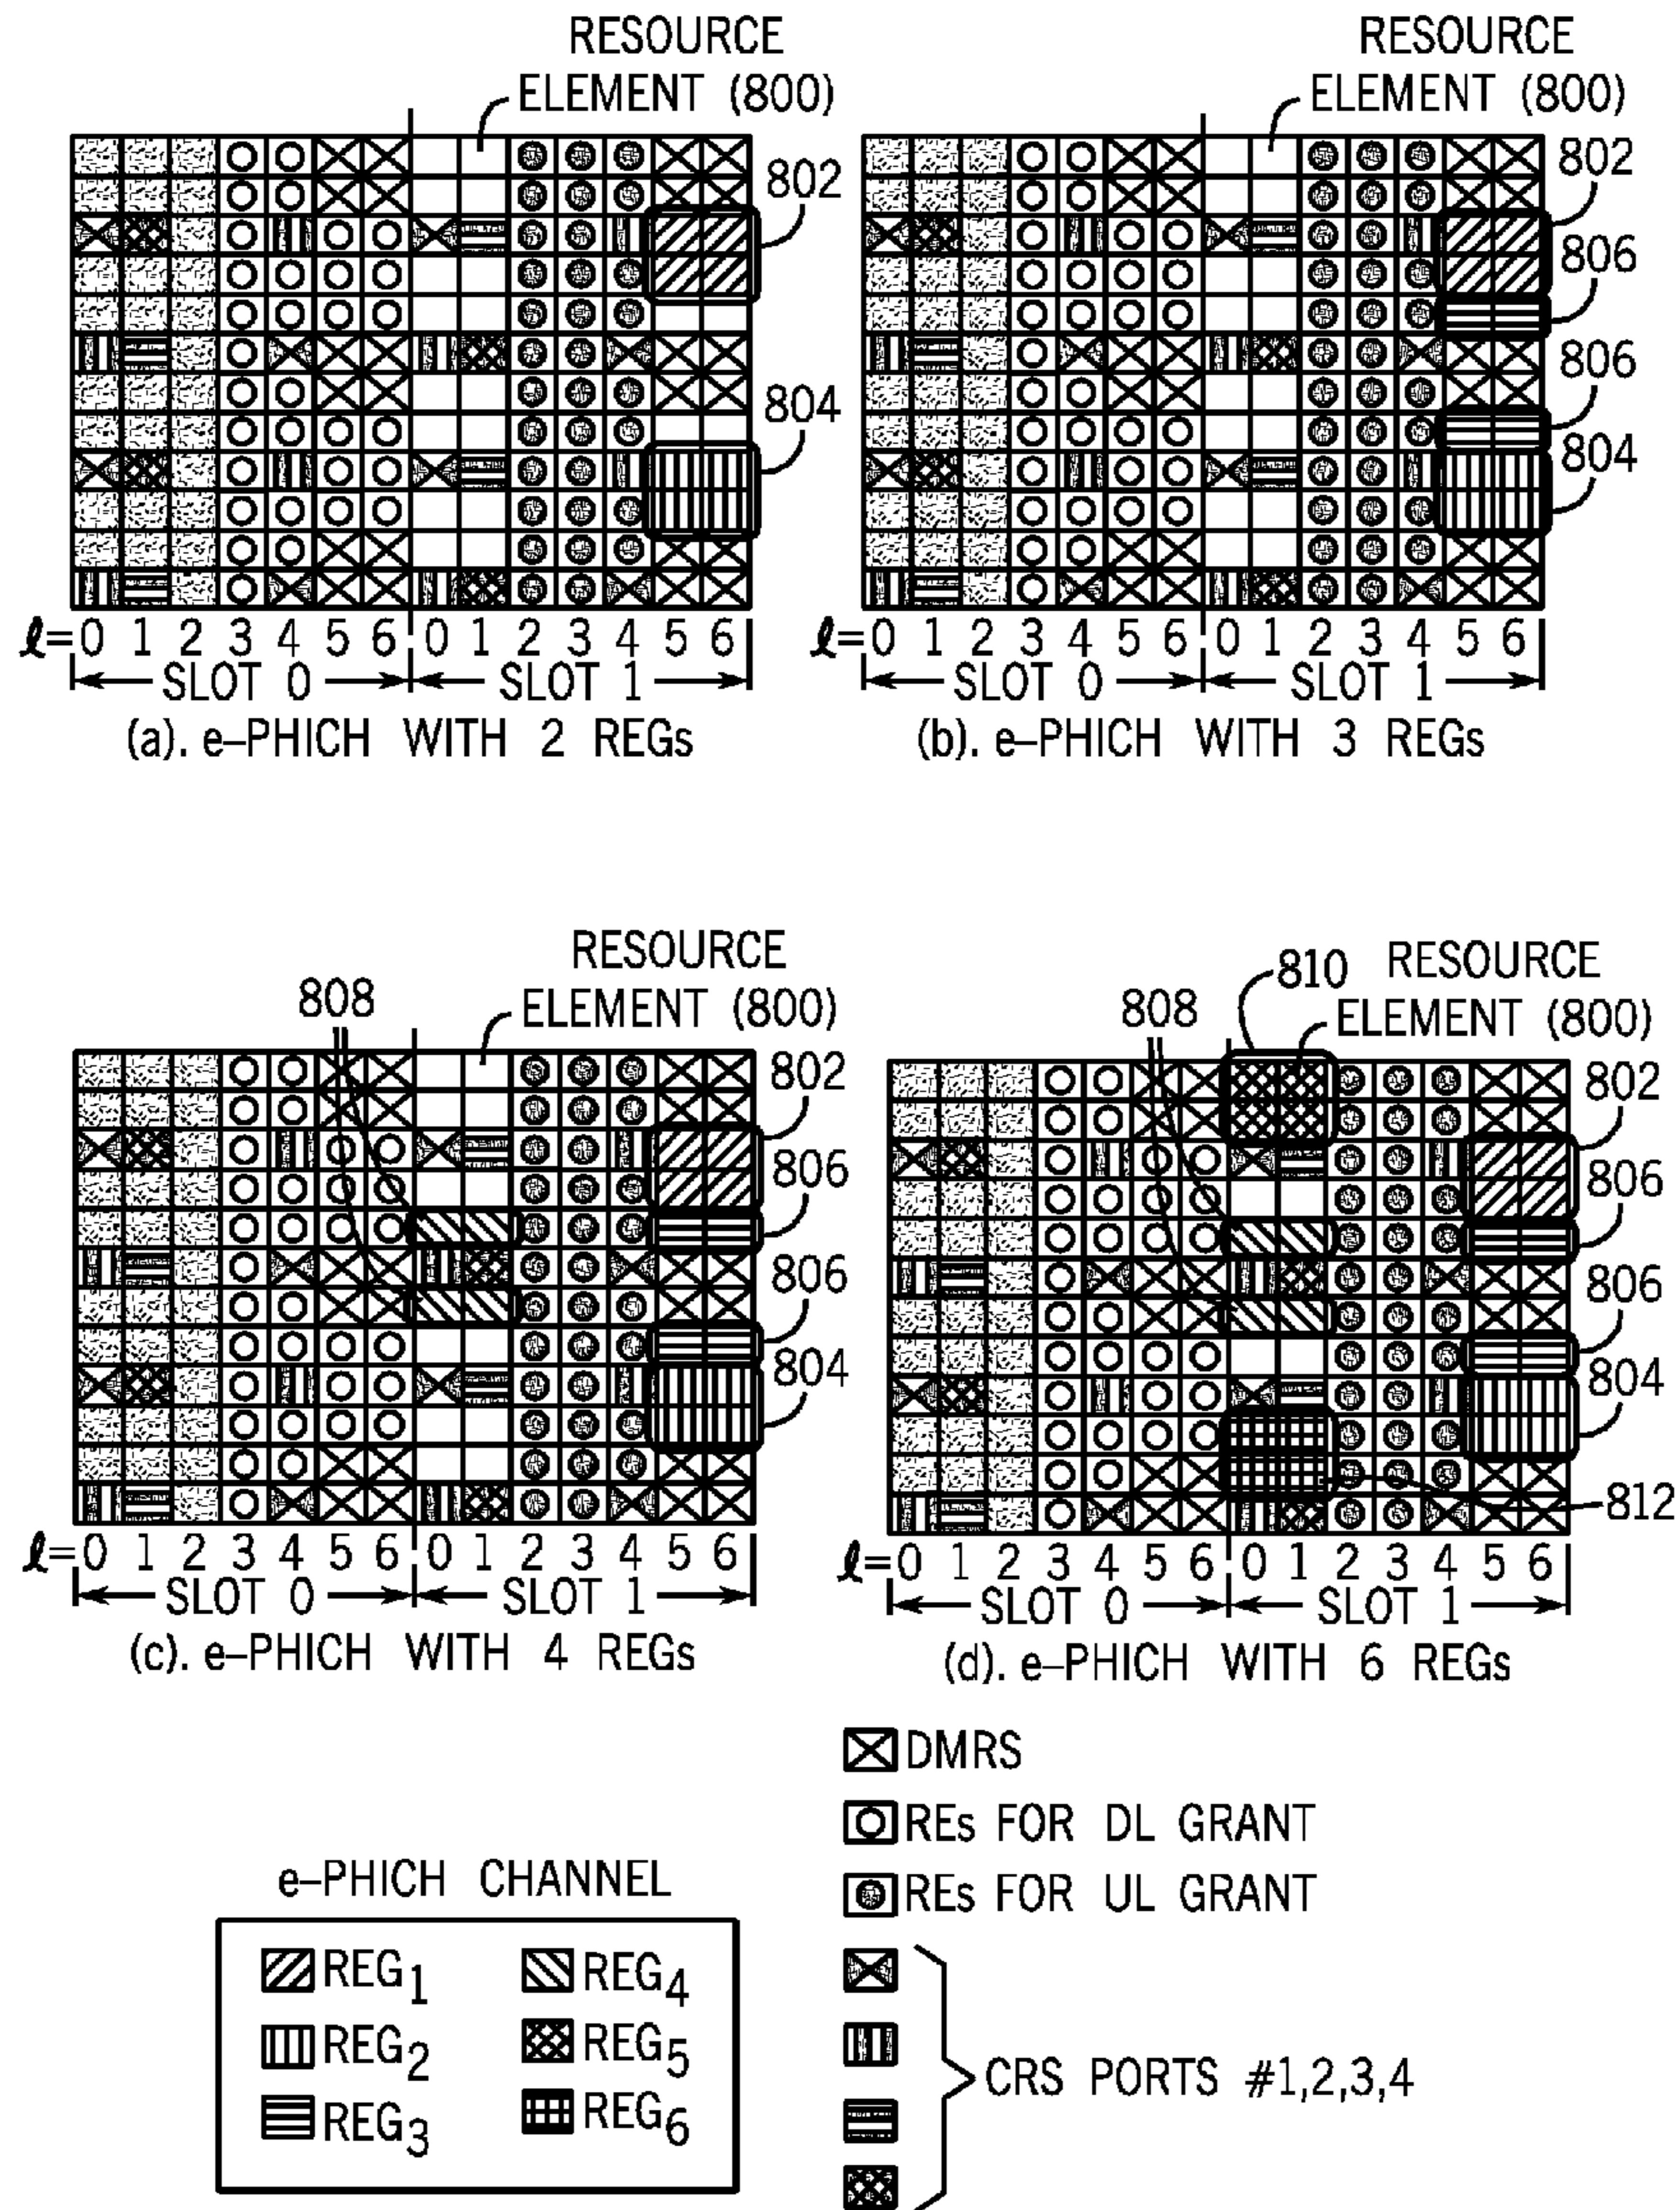 RESOURCE
ELEMENT (800)
802
804
ℓ=0 1 2 3 4 5 6 0 1 2 3 4 5 6
SLOT 0 SLOT 1
(a). e–PHICH WITH 2 REGs
RESOURCE
ELEMENT (800)
802
806
806
804
ℓ=0 1 2 3 4 5 6 0 1 2 3 4 5 6
SLOT 0 SLOT 1
(b). e–PHICH WITH 3 REGs
RESOURCE
808 ELEMENT (800)
802
806
806
804
ℓ=0 1 2 3 4 5 6 0 1 2 3 4 5 6
SLOT 0 SLOT 1
(c). e–PHICH WITH 4 REGs
810 RESOURCE
808 ELEMENT (800)
802
806
806
804
812
ℓ=0 1 2 3 4 5 6 0 1 2 3 4 5 6
SLOT 0 SLOT 1
(d). e–PHICH WITH 6 REGs
DMRS
REs FOR DL GRANT
REs FOR UL GRANT
CRS PORTS #1,2,3,4
e–PHICH CHANNEL
REG1 REG4
REG2 REG5
REG3 REG6